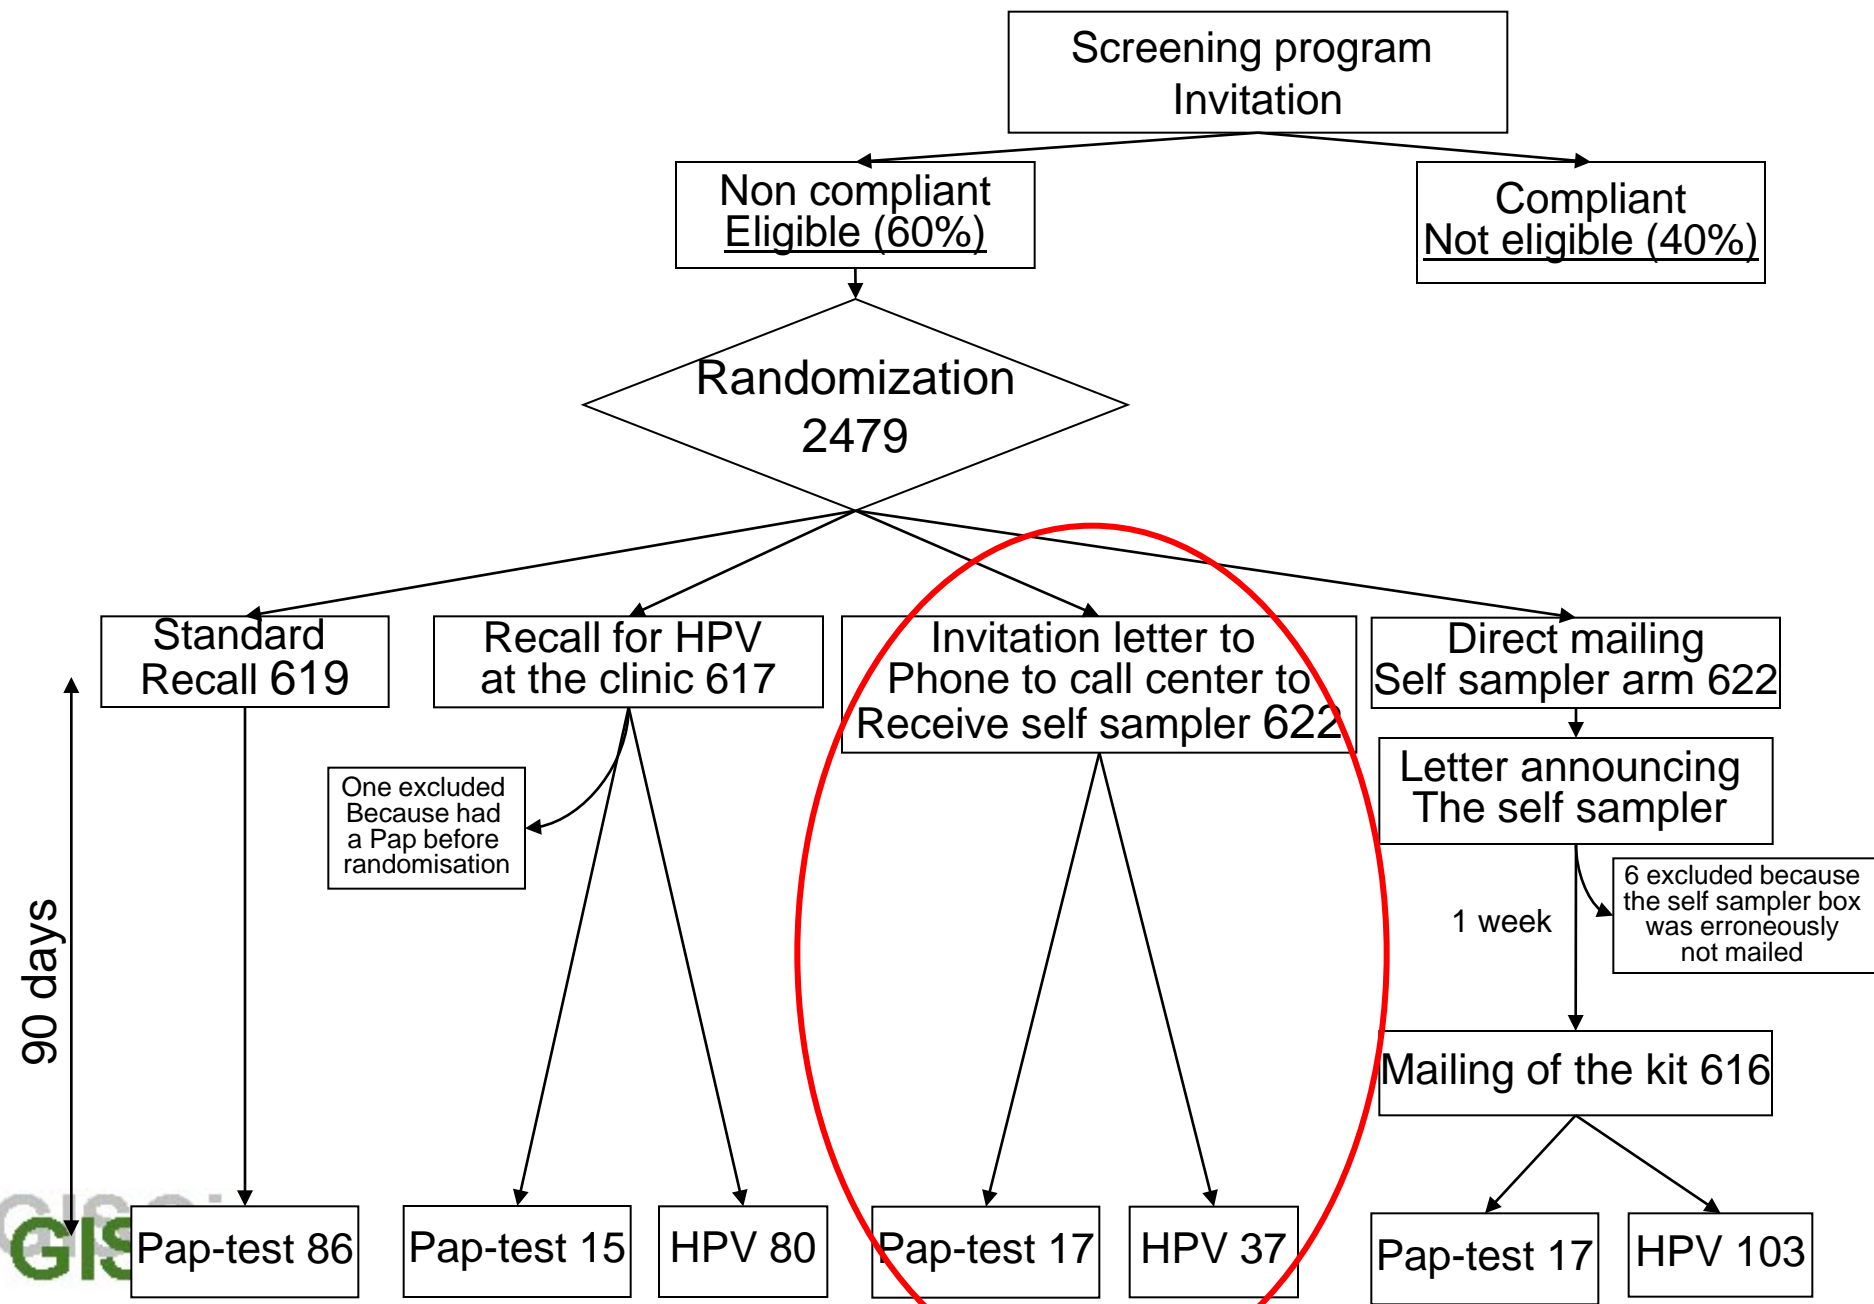 Screening program
Invitation
Non compliant
Eligible (60%)
Compliant
Not eligible (40%)
Randomization
2479
Standard
Recall 619
Recall for HPV
at the clinic 617
Invitation letter to
Phone to call center to
Receive self sampler 622
Direct mailing
Self sampler arm 622
One excluded
Because had
a Pap before
randomisation
Letter announcing
The self sampler
6 excluded because
the self sampler box
was erroneously
not mailed
1 week
90 days
Mailing of the kit 616
Pap-test 86
Pap-test 15
HPV 80
Pap-test 17
HPV 37
Pap-test 17
HPV 103